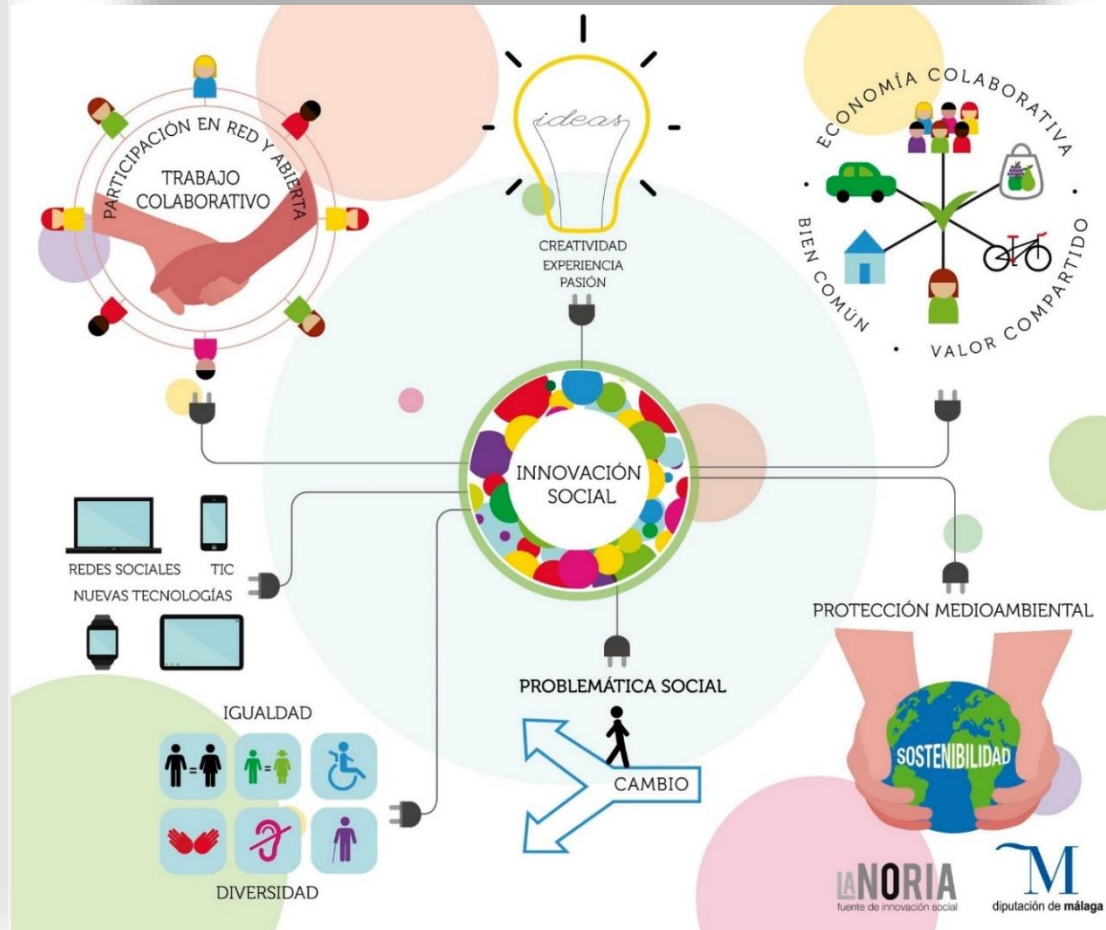 PARTICIPACIÓN EN RED Y ABIERTA
TRABAJO
COLABORATIVO
ideas
CREATIVIDAD
EXPERIENCIA
PASIÓN
ECONOMÍA COLABORATIVA
BIEN COMÚN
VALOR COMPARTIDO
INNOVACIÓN
SOCIAL
REDES SOCIALES TIC
NUEVAS TECNOLOGÍAS
IGUALDAD
DIVERSIDAD
PROBLEMÁTICA SOCIAL
CAMBIO
PROTECCIÓN MEDIOAMBIENTAL
SOSTENIBILIDAD
LA NORIA
fuente de innovación social
M
diputación de málaga